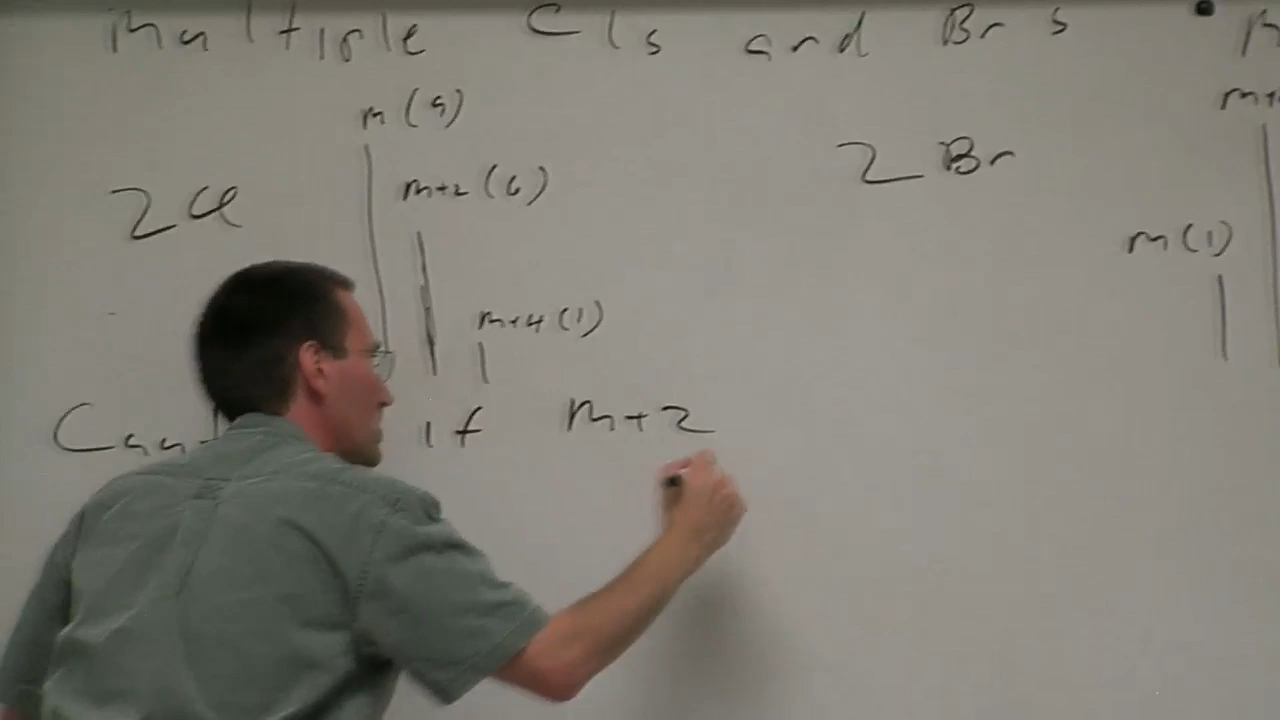 Multiple Cls and Brs
m (9)
m+2 (6)
2 Cl
m+4 (1)
2 Br
m (1)
if m+2